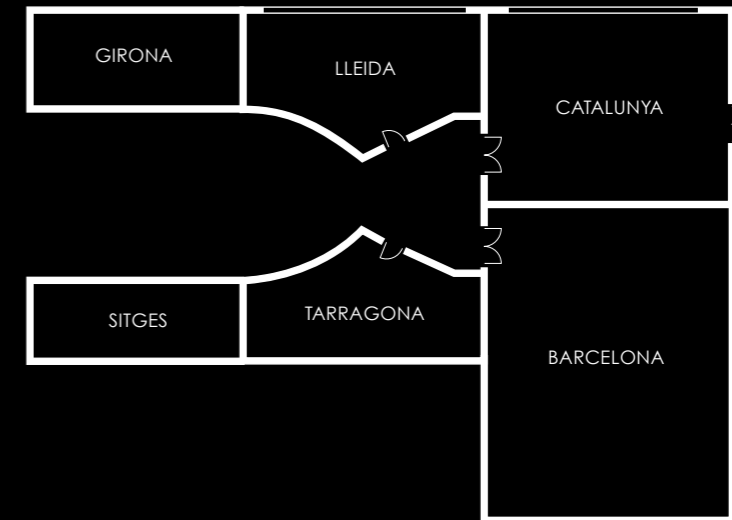 GIRONA
LLEIDA
CATALUNYA
SITGES
TARRAGONA
BARCELONA